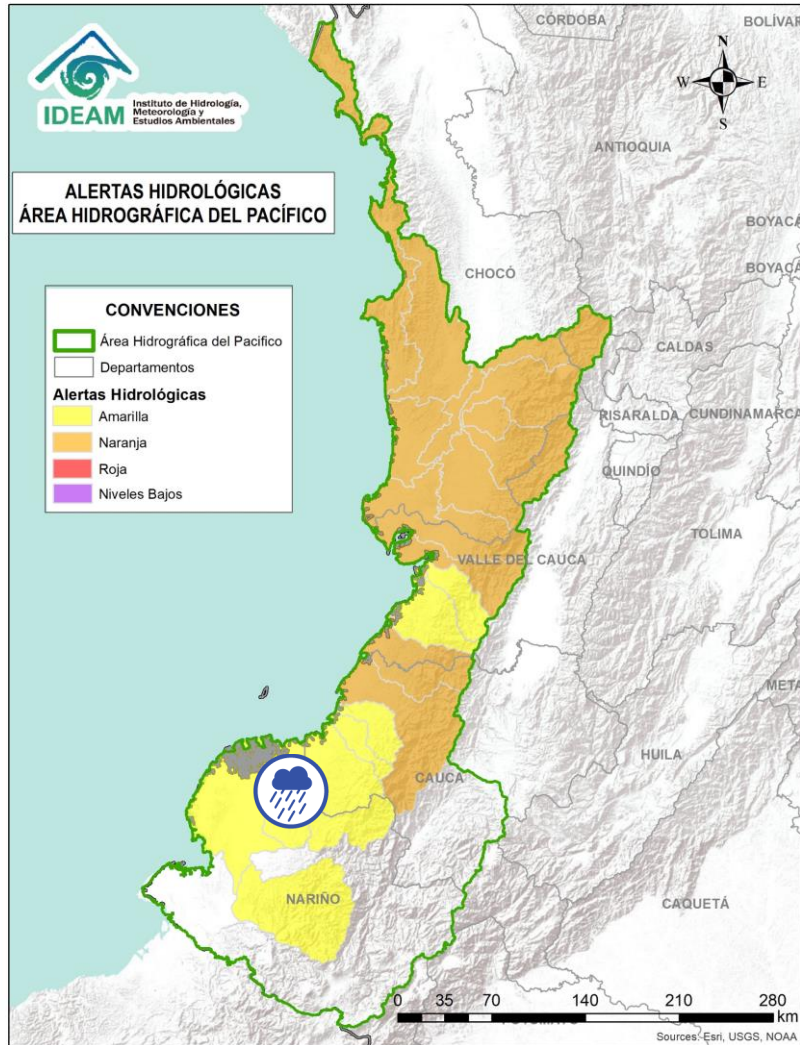 IDEAM
Instituto de Hidrología,
Meteorología y
Estudios Ambientales
ALERTAS HIDROLÓGICAS
ÁREA HIDROGRÁFICA DEL PACÍFICO
CONVENCIONES
Área Hidrográfica del Pacifico
Departamentos
Alertas Hidrológicas
Amarilla
Naranja
Roja
Niveles Bajos
CÓRDOBA
BOLÍVAR
N
W
E
S
ANTIOQUIA
BOYACÁ
CHOCÓ
BOYACÁ
CALDAS
RISARALDA
CUNDINAMARCA
QUINDÍO
TOLIMA
VALLE DEL CAUCA
META
HUILA
CAUCA
NARIÑO
CAQUETÁ
0 35 70 140 210 280
km
Sources: Esri, USGS, NOAA